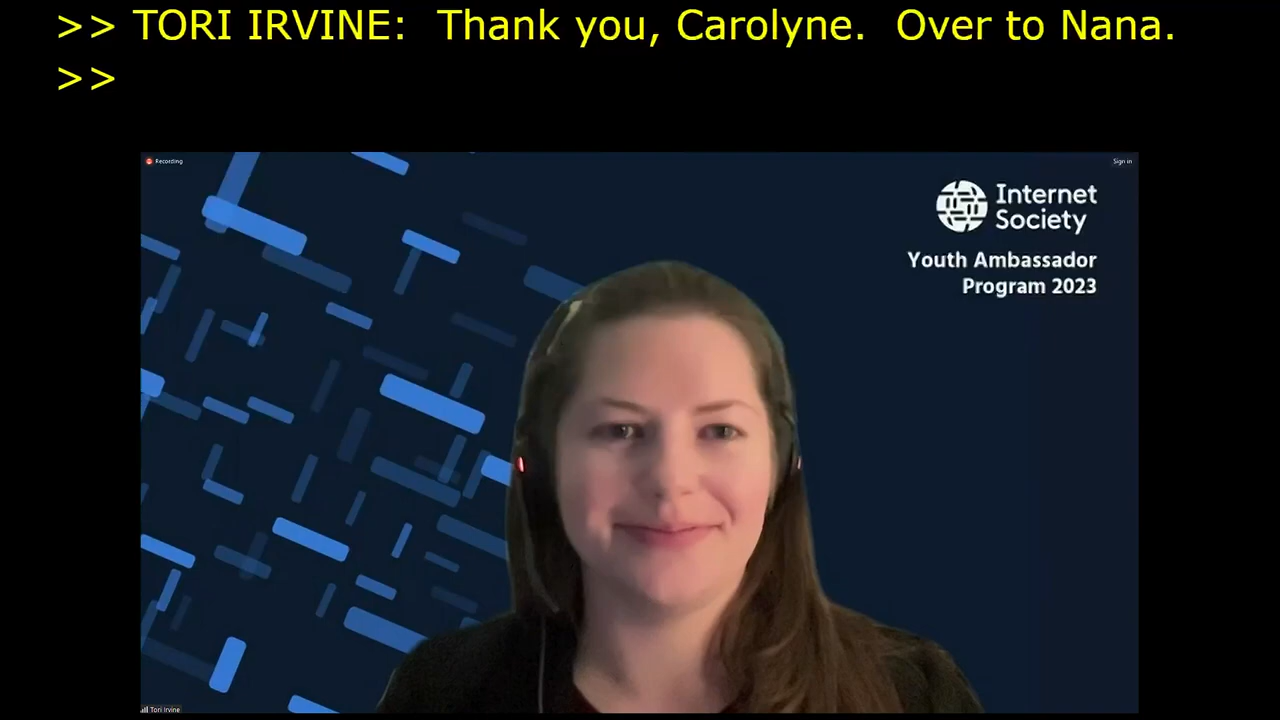 >> TORI IRVINE:  Thank you, Carolyne.  Over to Nana.
>>
Recording
Sign in
Internet
Society
Youth Ambassador
Program 2023
Tori Irvine